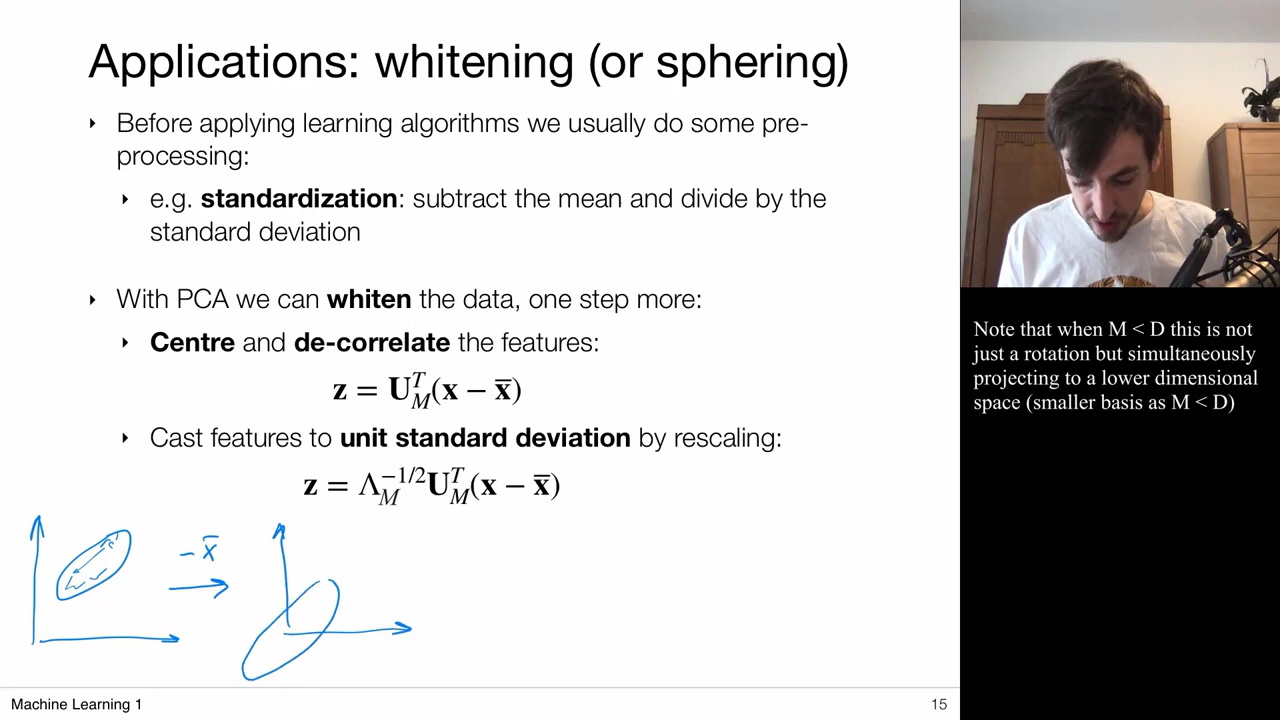 Applications: whitening (or sphering)
‣ Before applying learning algorithms we usually do some pre-
processing:
‣ e.g. standardization: subtract the mean and divide by the
standard deviation
‣ With PCA we can whiten the data, one step more:
‣ Centre and de-correlate the features:
𝐳 = 𝐔_M^T(𝐱 − 𝐱̄)
‣ Cast features to unit standard deviation by rescaling:
𝐳 = Λ_M^{−1/2}𝐔_M^T(𝐱 − 𝐱̄)
− x̄
Machine Learning 1
15
Note that when M < D this is not
just a rotation but simultaneously
projecting to a lower dimensional
space (smaller basis as M < D)